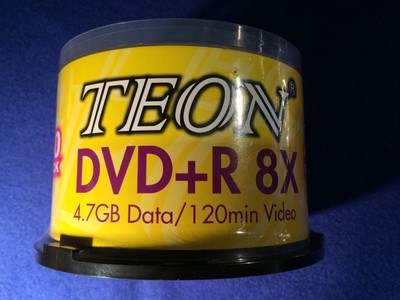 TEON®
DVD+R 8X
4.7GB Data/120min Video